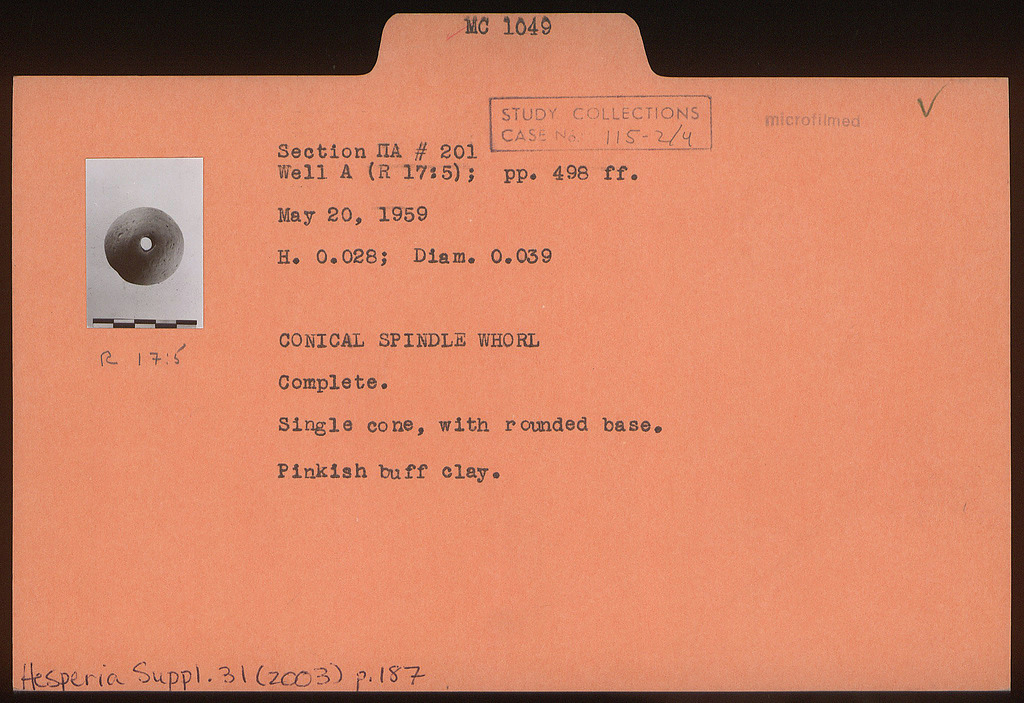 MC 1049
STUDY COLLECTIONS
CASE No. 115-2/4
microfilmed
✓
Section ΠΑ # 201
Well A (R 17:5); pp. 498 ff.
May 20, 1959
H. 0.028; Diam. 0.039
R 17:5
CONICAL SPINDLE WHORL
Complete.
Single cone, with rounded base.
Pinkish buff clay.
Hesperia Suppl. 31 (2003) p. 187